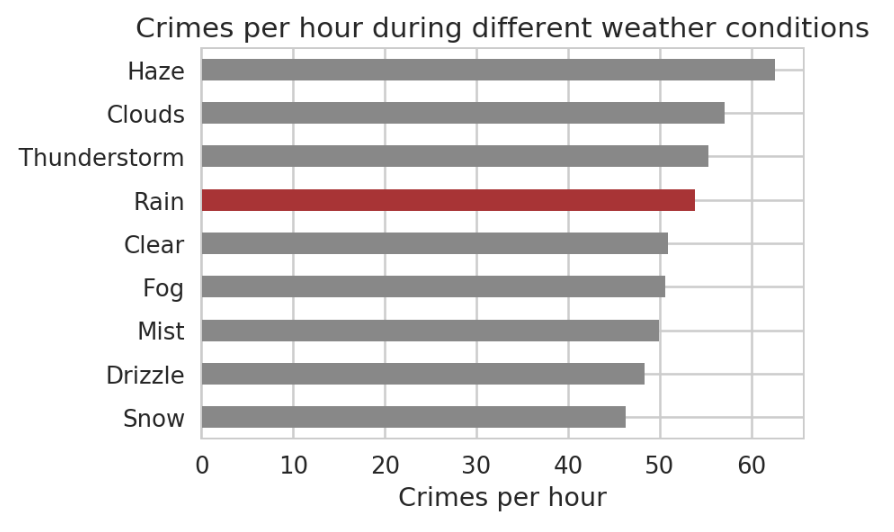 Crimes per hour during different weather conditions
Haze
Clouds
Thunderstorm
Rain
Clear
Fog
Mist
Drizzle
Snow
0 10 20 30 40 50 60
Crimes per hour